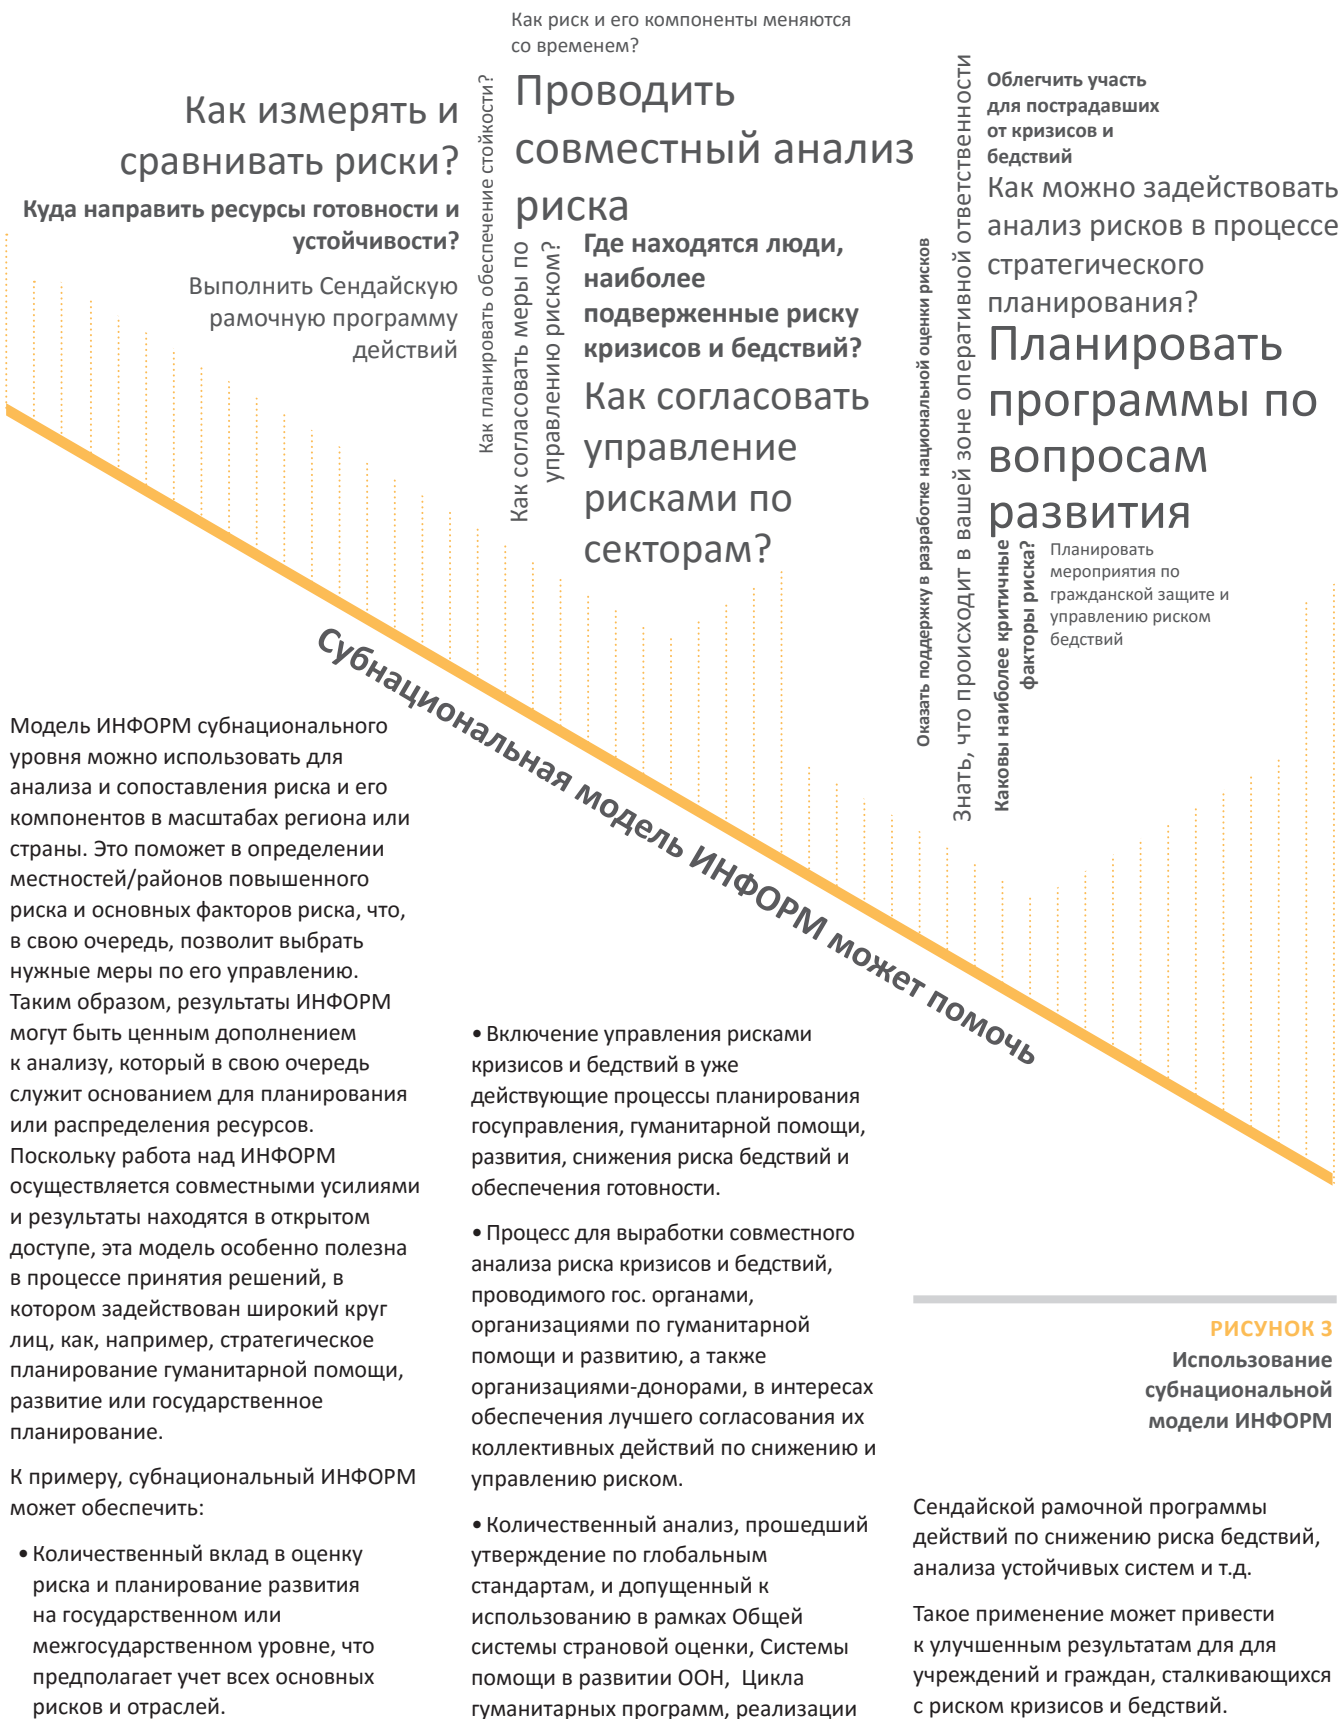 Как риск и его компоненты меняются
со временем?
Как измерять и
сравнивать риски?
Куда направить ресурсы готовности и
устойчивости?
Выполнить Сендайскую
рамочную программу
действий
Как планировать обеспечение стойкости?
Проводить
совместный анализ
риска
Как согласовать меры по
управлению риском?
Где находятся люди,
наиболее
подверженные риску
кризисов и бедствий?
Как согласовать
управление
рисками по
секторам?
Оказать поддержку в разработке национальной оценки рисков
Знать, что происходит в вашей зоне оперативной ответственности
Облегчить участь
для пострадавших
от кризисов и
бедствий
Как можно задействовать
анализ рисков в процессе
стратегического
планирования?
Планировать
программы по
вопросам
развития
Каковы наиболее критичные
факторы риска?
Планировать
мероприятия по
гражданской защите и
управлению риском
бедствий
Субнациональная модель ИНФОРМ может помочь
Модель ИНФОРМ субнационального
уровня можно использовать для
анализа и сопоставления риска и его
компонентов в масштабах региона или
страны. Это поможет в определении
местностей/районов повышенного
риска и основных факторов риска, что,
в свою очередь, позволит выбрать
нужные меры по его управлению.
Таким образом, результаты ИНФОРМ
могут быть ценным дополнением
к анализу, который в свою очередь
служит основанием для планирования
или распределения ресурсов.
Поскольку работа над ИНФОРМ
осуществляется совместными усилиями
и результаты находятся в открытом
доступе, эта модель особенно полезна
в процессе принятия решений, в
котором задействован широкий круг
лиц, как, например, стратегическое
планирование гуманитарной помощи,
развитие или государственное
планирование.
К примеру, субнациональный ИНФОРМ
может обеспечить:
• Количественный вклад в оценку
риска и планирование развития
на государственном или
межгосударственном уровне, что
предполагает учет всех основных
рисков и отраслей.
• Включение управления рисками
кризисов и бедствий в уже
действующие процессы планирования
госуправления, гуманитарной помощи,
развития, снижения риска бедствий и
обеспечения готовности.
• Процесс для выработки совместного
анализа риска кризисов и бедствий,
проводимого гос. органами,
организациями по гуманитарной
помощи и развитию, а также
организациями-донорами, в интересах
обеспечения лучшего согласования их
коллективных действий по снижению и
управлению риском.
• Количественный анализ, прошедший
утверждение по глобальным
стандартам, и допущенный к
использованию в рамках Общей
системы страновой оценки, Системы
помощи в развитии ООН, Цикла
гуманитарных программ, реализации
РИСУНОК 3
Использование
субнациональной
модели ИНФОРМ
Сендайской рамочной программы
действий по снижению риска бедствий,
анализа устойчивых систем и т.д.
Такое применение может привести
к улучшенным результатам для для
учреждений и граждан, сталкивающихся
с риском кризисов и бедствий.